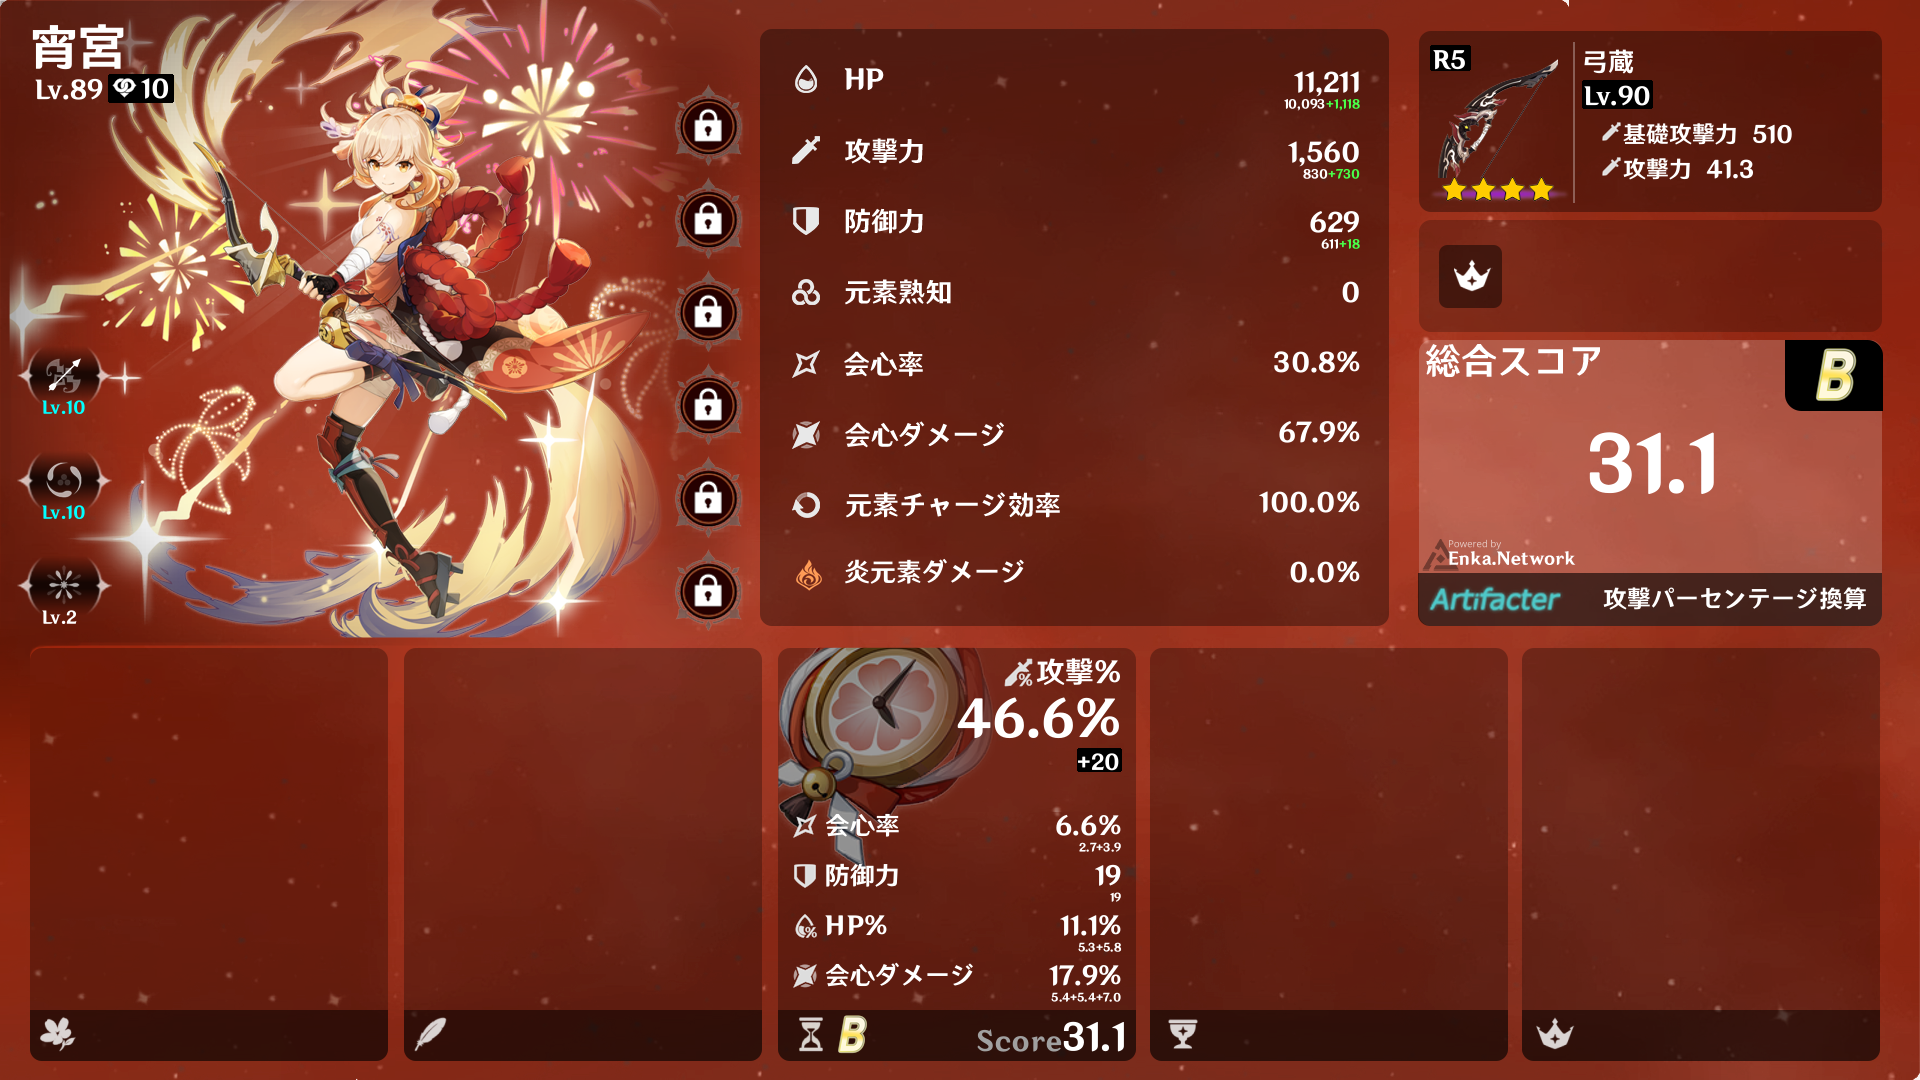 宵宮
Lv.89 10
Lv.10
Lv.10
Lv.2
HP 11,211
10,093+1,118
攻撃力 1,560
830+730
防御力 629
611+18
元素熟知 0
会心率 30.8%
会心ダメージ 67.9%
元素チャージ効率 100.0%
炎元素ダメージ 0.0%
R5
弓蔵
Lv.90
基礎攻撃力 510
攻撃力 41.3
総合スコア B
31.1
Powered by
Enka.Network
Artifacter 攻撃パーセンテージ換算
攻撃%
46.6%
+20
会心率 6.6%
2.7+3.9
防御力 19
19
HP% 11.1%
5.3+5.8
会心ダメージ 17.9%
5.4+5.4+7.0
B Score31.1